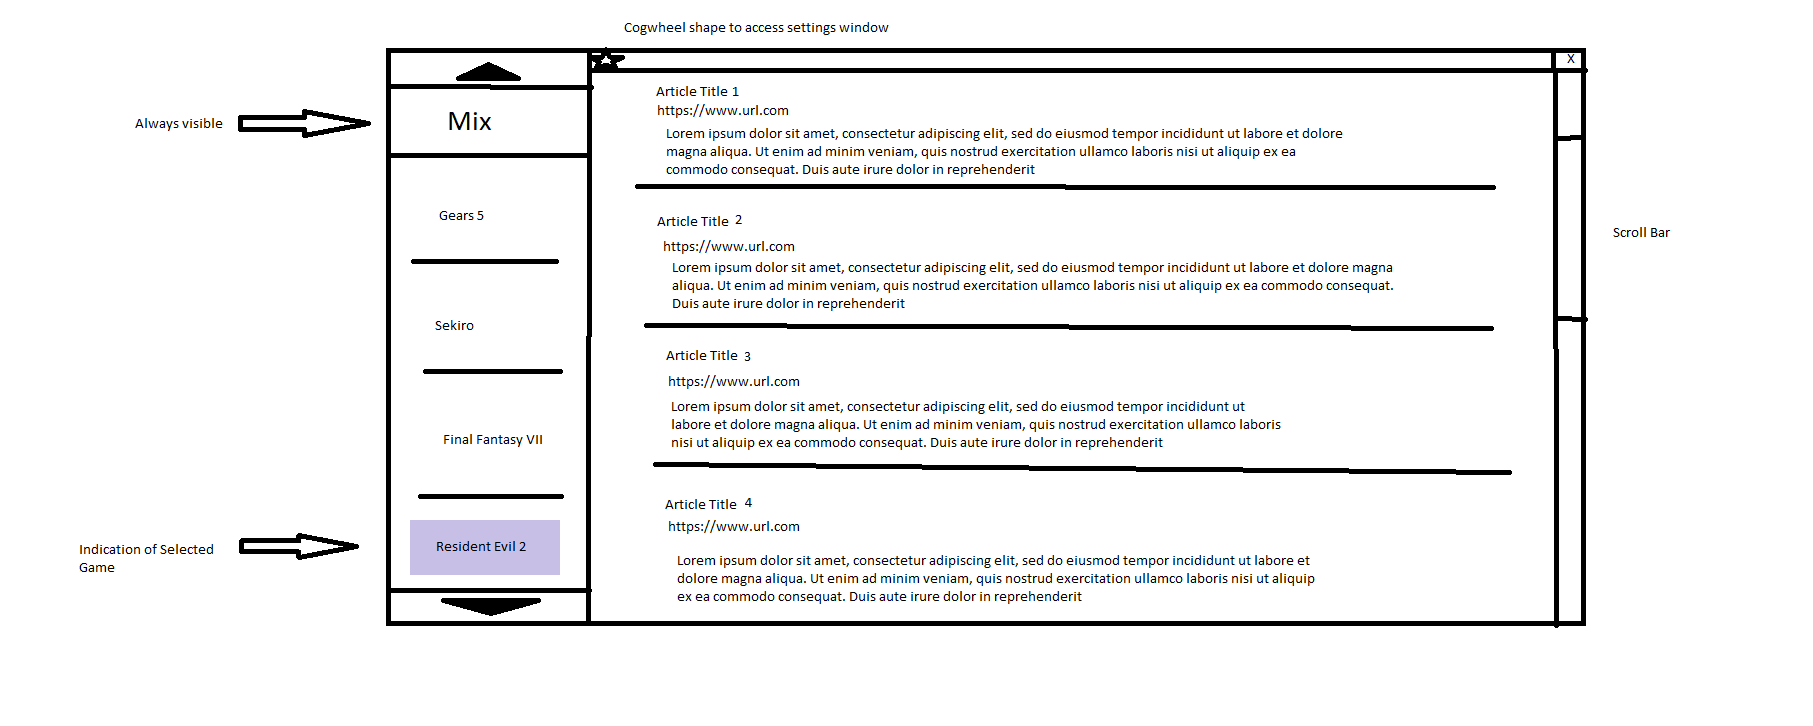 Cogwheel shape to access settings window
X
Always visible
Mix
Gears 5
Sekiro
Final Fantasy VII
Indication of Selected
Game
Resident Evil 2
Article Title 1
https://www.url.com
Lorem ipsum dolor sit amet, consectetur adipiscing elit, sed do eiusmod tempor incididunt ut labore et dolore
magna aliqua. Ut enim ad minim veniam, quis nostrud exercitation ullamco laboris nisi ut aliquip ex ea
commodo consequat. Duis aute irure dolor in reprehenderit
Article Title 2
https://www.url.com
Lorem ipsum dolor sit amet, consectetur adipiscing elit, sed do eiusmod tempor incididunt ut labore et dolore magna
aliqua. Ut enim ad minim veniam, quis nostrud exercitation ullamco laboris nisi ut aliquip ex ea commodo consequat.
Duis aute irure dolor in reprehenderit
Article Title 3
https://www.url.com
Lorem ipsum dolor sit amet, consectetur adipiscing elit, sed do eiusmod tempor incididunt ut
labore et dolore magna aliqua. Ut enim ad minim veniam, quis nostrud exercitation ullamco laboris
nisi ut aliquip ex ea commodo consequat. Duis aute irure dolor in reprehenderit
Article Title 4
https://www.url.com
Lorem ipsum dolor sit amet, consectetur adipiscing elit, sed do eiusmod tempor incididunt ut labore et
dolore magna aliqua. Ut enim ad minim veniam, quis nostrud exercitation ullamco laboris nisi ut aliquip
ex ea commodo consequat. Duis aute irure dolor in reprehenderit
Scroll Bar